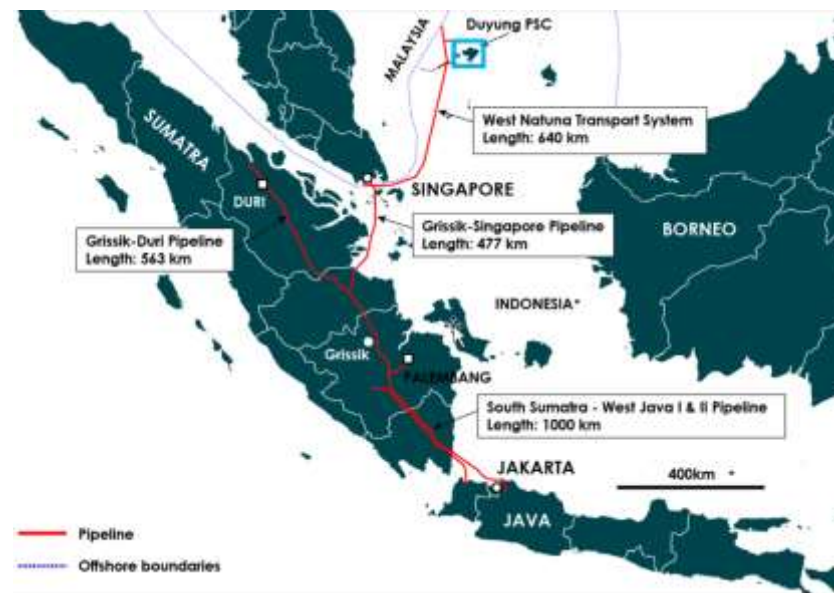 Duyung PSC
MALAYSIA
West Natuna Transport System
Length: 640 km
SUMATRA
SINGAPORE
DURI
Grissik-Duri Pipeline
Length: 563 km
Grissik-Singapore Pipeline
Length: 477 km
BORNEO
INDONESIA
Grissik
PALEMBANG
South Sumatra - West Java I & II Pipeline
Length: 1000 km
JAKARTA
400km
JAVA
Pipeline
Offshore boundaries